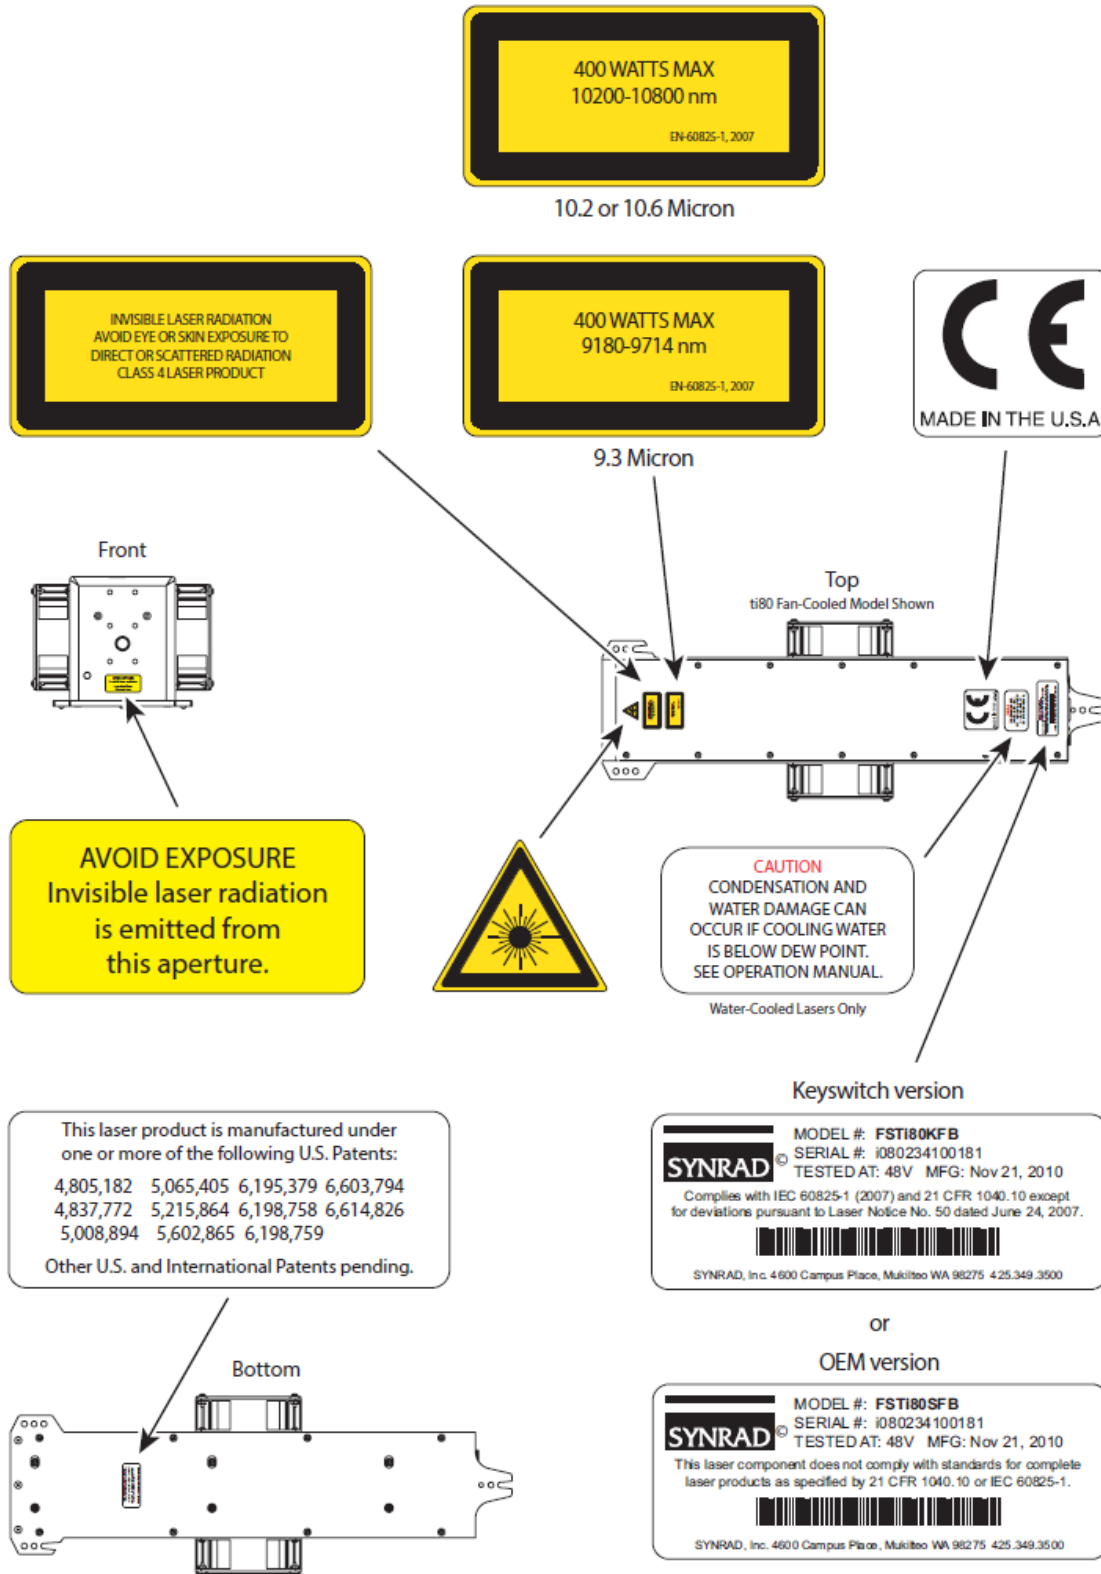 400 WATTS MAX
10200-10800 nm
EN-60825-1, 2007
10.2 or 10.6 Micron
INVISIBLE LASER RADIATION
AVOID EYE OR SKIN EXPOSURE TO
DIRECT OR SCATTERED RADIATION
CLASS 4 LASER PRODUCT
400 WATTS MAX
9180-9714 nm
EN-60825-1, 2007
9.3 Micron
CE
MADE IN THE U.S.A
Front
Top
ti80 Fan-Cooled Model Shown
AVOID EXPOSURE
Invisible laser radiation
is emitted from
this aperture.
CAUTION
CONDENSATION AND
WATER DAMAGE CAN
OCCUR IF COOLING WATER
IS BELOW DEW POINT.
SEE OPERATION MANUAL.
Water-Cooled Lasers Only
This laser product is manufactured under
one or more of the following U.S. Patents:
4,805,182 5,065,405 6,195,379 6,603,794
4,837,772 5,215,864 6,198,758 6,614,826
5,008,894 5,602,865 6,198,759
Other U.S. and International Patents pending.
Bottom
Keyswitch version
SYNRAD ©
MODEL #: FSTi80KFB
SERIAL #: i080234100181
TESTED AT: 48V MFG: Nov 21, 2010
Complies with IEC 60825-1 (2007) and 21 CFR 1040.10 except
for deviations pursuant to Laser Notice No. 50 dated June 24, 2007.
SYNRAD, Inc. 4600 Campus Place, Mukilteo WA 98275 425.349.3500
or
OEM version
SYNRAD ©
MODEL #: FSTi80SFB
SERIAL #: i080234100181
TESTED AT: 48V MFG: Nov 21, 2010
This laser component does not comply with standards for complete
laser products as specified by 21 CFR 1040.10 or IEC 60825-1.
SYNRAD, Inc. 4600 Campus Place, Mukilteo WA 98275 425.349.3500